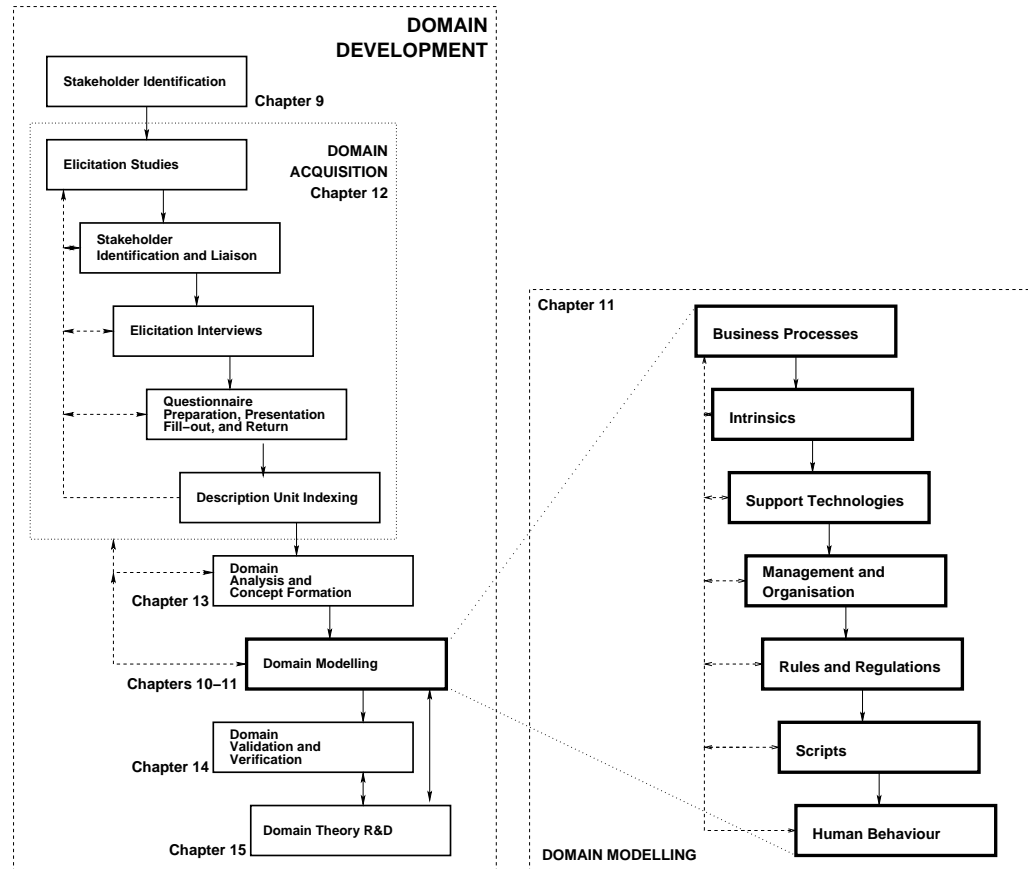 DOMAIN
DEVELOPMENT
Stakeholder Identification
Chapter 9
Elicitation Studies
DOMAIN
ACQUISITION
Chapter 12
Stakeholder
Identification and Liaison
Elicitation Interviews
Questionnaire
Preparation, Presentation
Fill−out, and Return
Description Unit Indexing
Domain
Analysis and
Concept Formation
Chapter 13
Domain Modelling
Chapters 10−11
Domain
Validation and
Verification
Chapter 14
Domain Theory R&D
Chapter 15
Chapter 11
Business Processes
Intrinsics
Support Technologies
Management and
Organisation
Rules and Regulations
Scripts
Human Behaviour
DOMAIN MODELLING